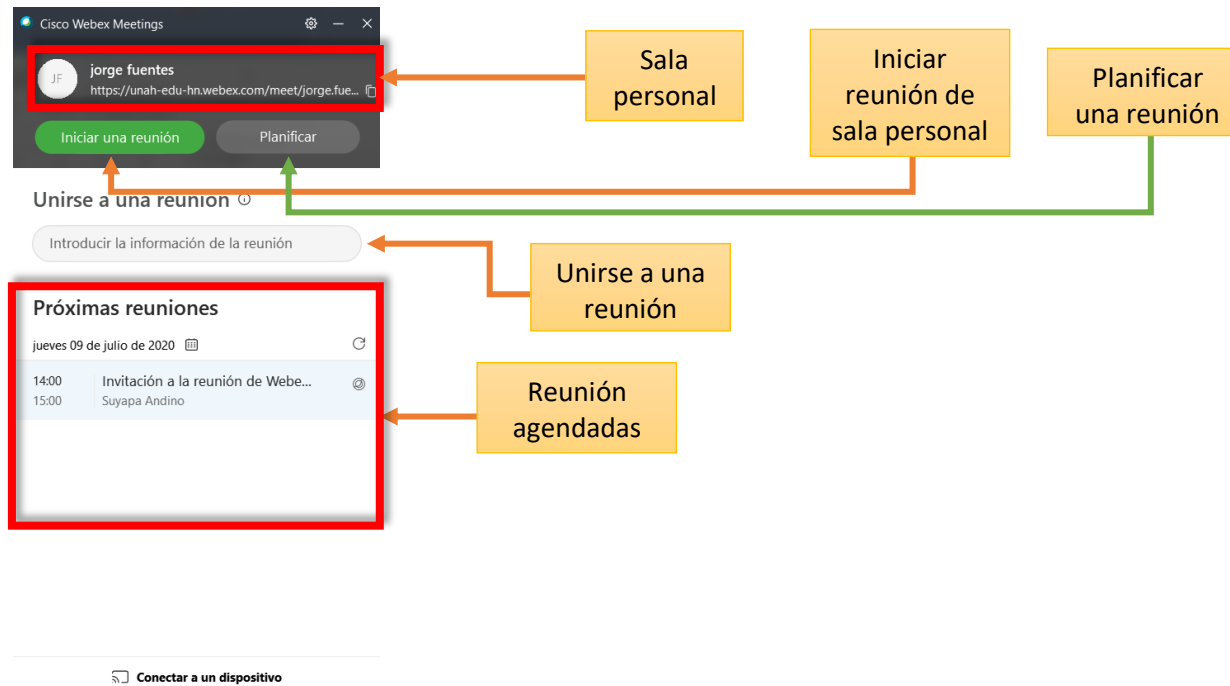 Cisco Webex Meetings
JF
jorge fuentes
https://unah-edu-hn.webex.com/meet/jorge.fue...
Iniciar una reunión
Planificar
Sala
personal
Iniciar
reunión de
sala personal
Planificar
una reunión
Unirse a una reunión
Introducir la información de la reunión
Unirse a una
reunión
Próximas reuniones
jueves 09 de julio de 2020
14:00 Invitación a la reunión de Webe...
15:00 Suyapa Andino
Reunión
agendadas
Conectar a un dispositivo